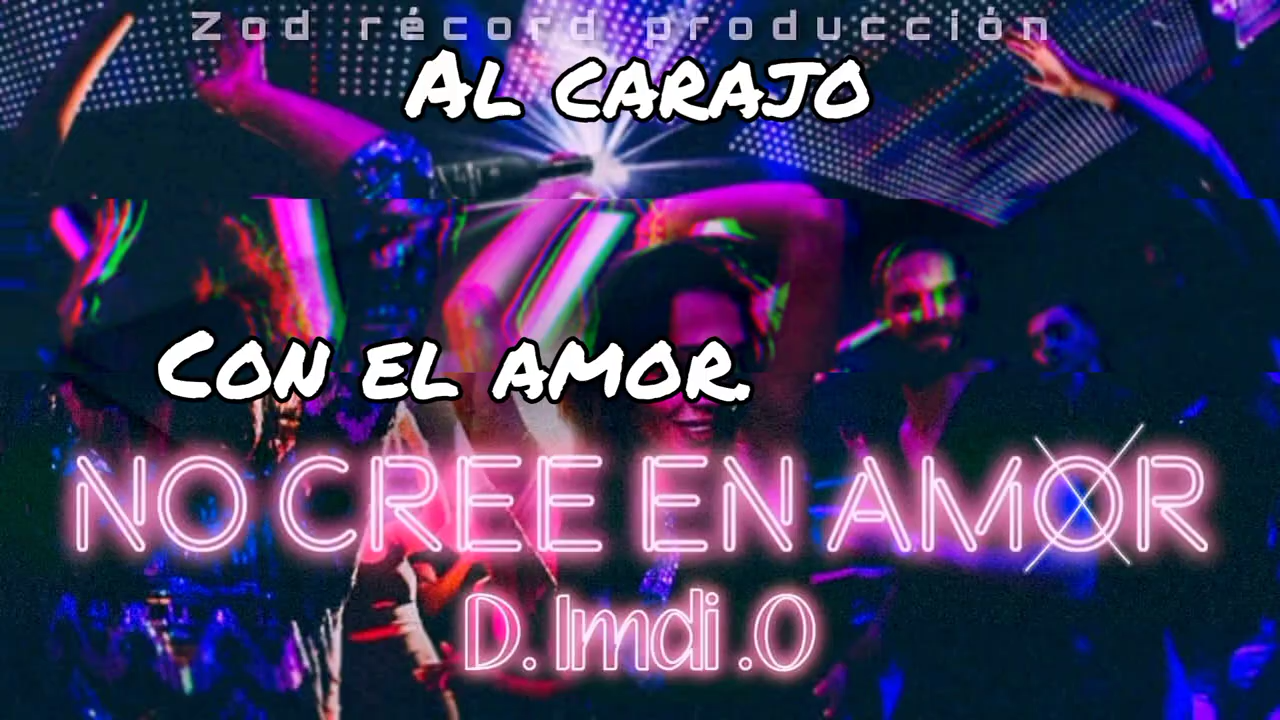 Zod récord producción
AL CARAJO
CON EL AMOR.
NO CREE EN AMOR
D. Imdi .O